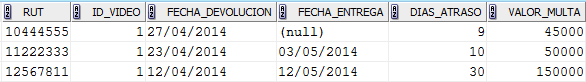 RUT ID_VIDEO FECHA_DEVOLUCION FECHA_ENTREGA DIAS_ATRASO VALOR_MULTA
10444555 1 27/04/2014 (null) 9 45000
11222333 1 23/04/2014 03/05/2014 10 50000
12567811 1 12/04/2014 12/05/2014 30 150000